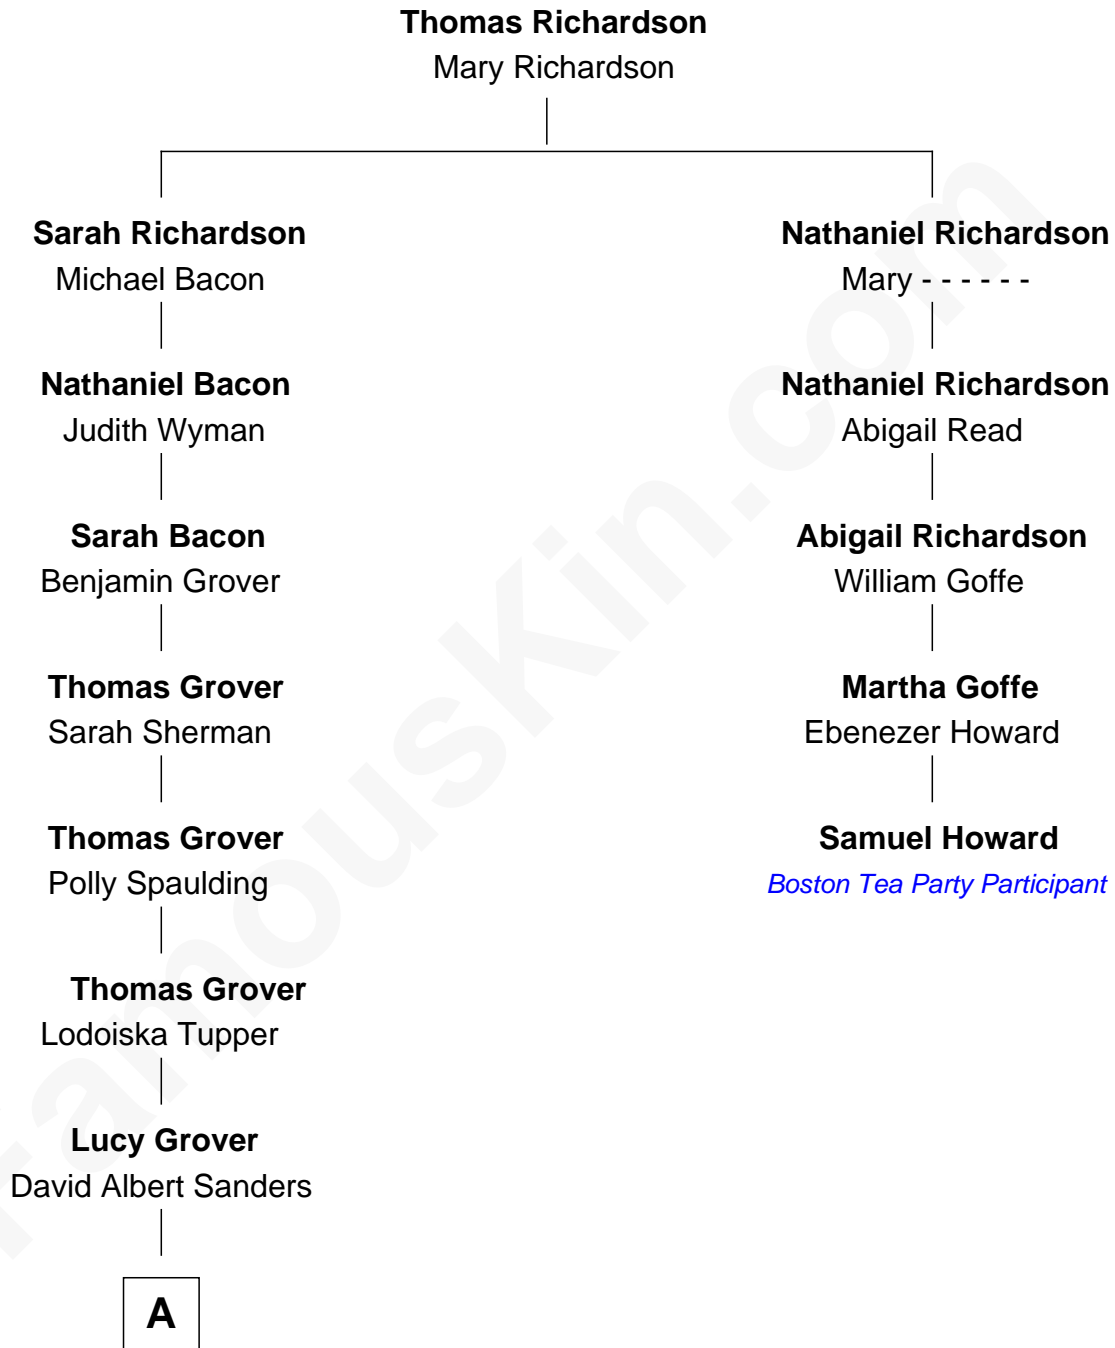 Thomas Richardson
Mary Richardson
Sarah Richardson
Michael Bacon
Nathaniel Bacon
Judith Wyman
Sarah Bacon
Benjamin Grover
Thomas Grover
Sarah Sherman
Thomas Grover
Polly Spaulding
Thomas Grover
Lodoiska Tupper
Lucy Grover
David Albert Sanders
A
Nathaniel Richardson
Mary - - - - - -
Nathaniel Richardson
Abigail Read
Abigail Richardson
William Goffe
Martha Goffe
Ebenezer Howard
Samuel Howard
Boston Tea Party Participant
FamousKin.com